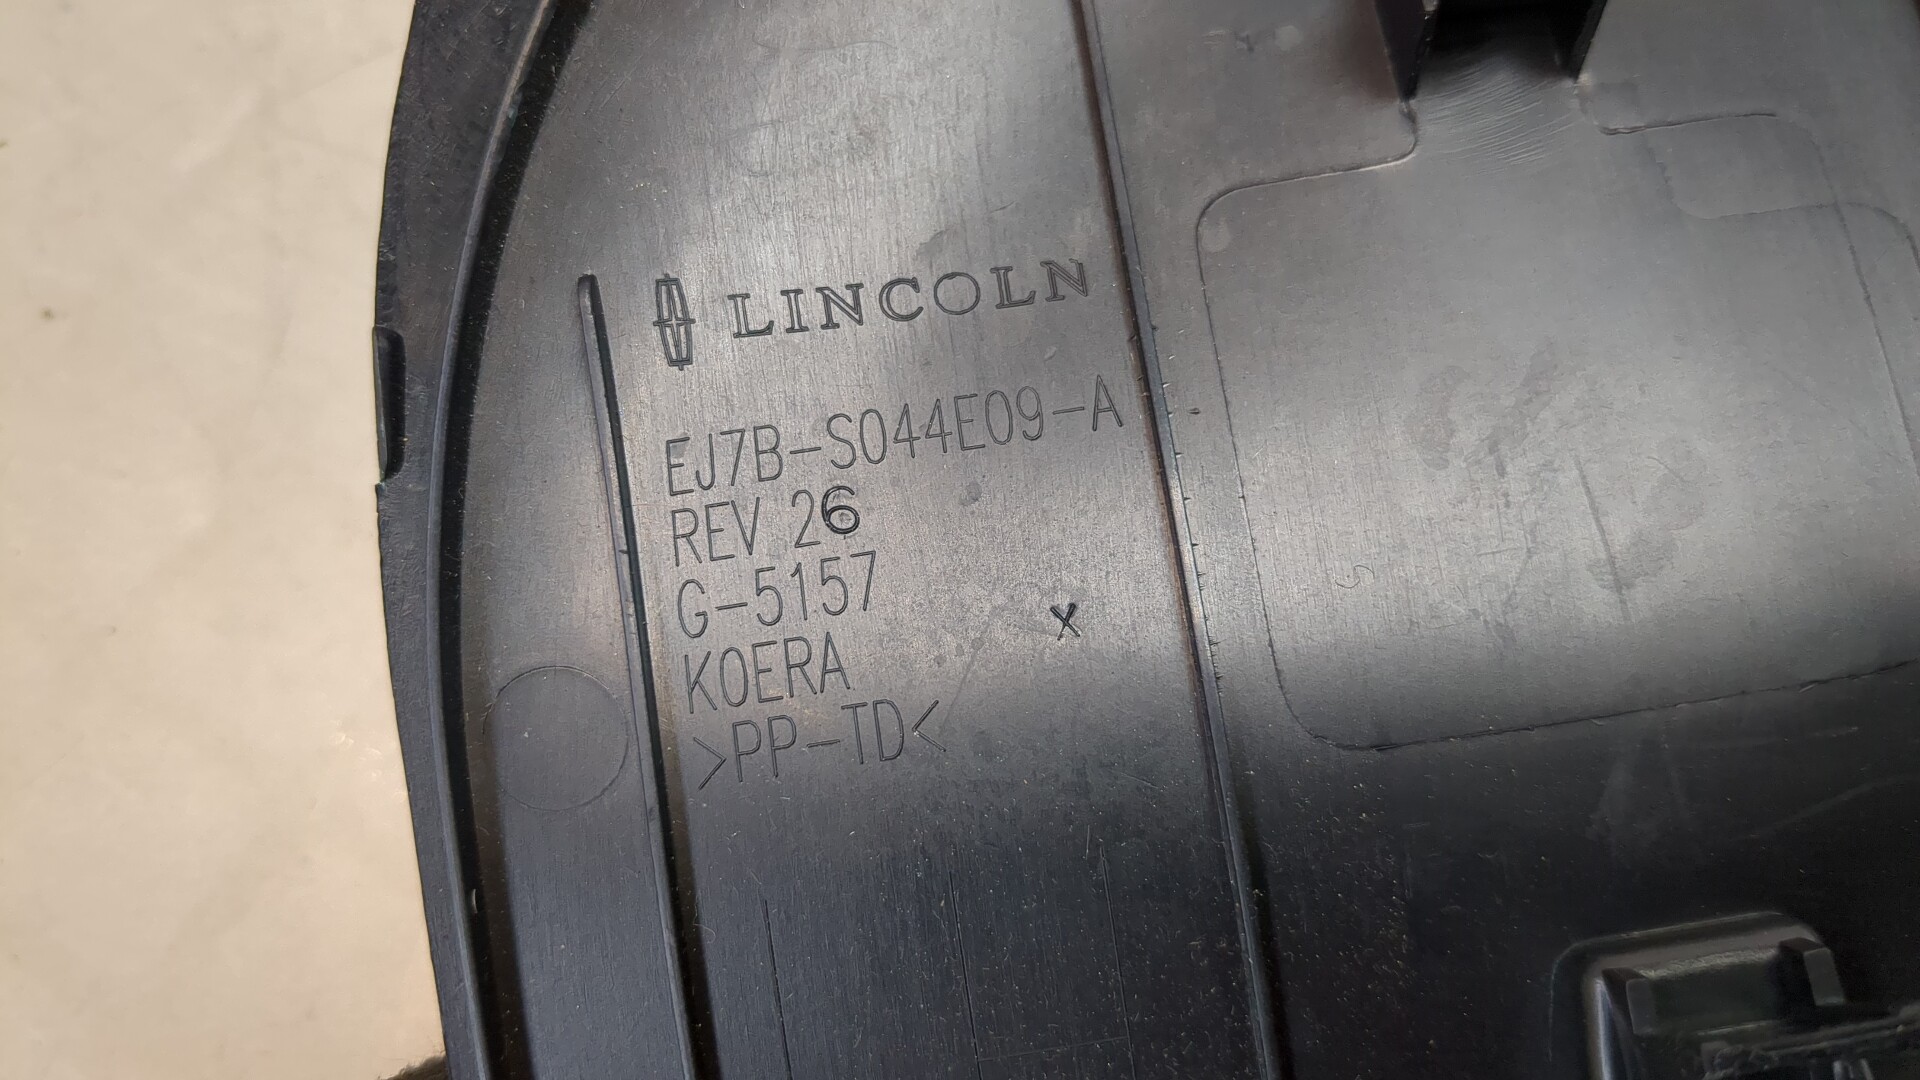 LINCOLN
EJ7B-S044E09-A
REV 26
G-5157
KOERA
>PP-TD<
X